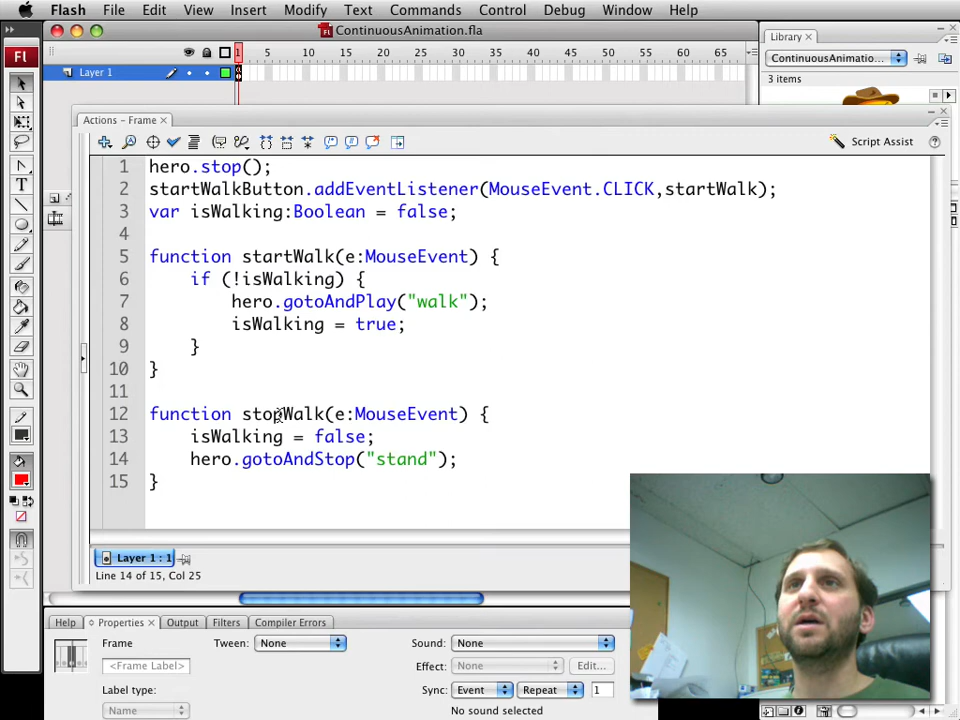 Flash File Edit View Insert Modify Text Commands Control Debug Window Help
ContinuousAnimation.fla
Fl
1 5 10 15 20 25 30 35 40 45 50 55 60 65
Layer 1
Library
ContinuousAnimatio...
3 items
Actions - Frame
Script Assist
1 hero.stop();
2 startWalkButton.addEventListener(MouseEvent.CLICK,startWalk);
3 var isWalking:Boolean = false;
4
5 function startWalk(e:MouseEvent) {
6 if (!isWalking) {
7 hero.gotoAndPlay("walk");
8 isWalking = true;
9 }
10 }
11
12 function stopWalk(e:MouseEvent) {
13 isWalking = false;
14 hero.gotoAndStop("stand");
15 }
Layer 1 : 1
Line 14 of 15, Col 25
Help Properties Output Filters Compiler Errors
Frame Tween: None Sound: None
<Frame Label> Effect: None Edit...
Label type: Sync: Event Repeat 1
Name No sound selected